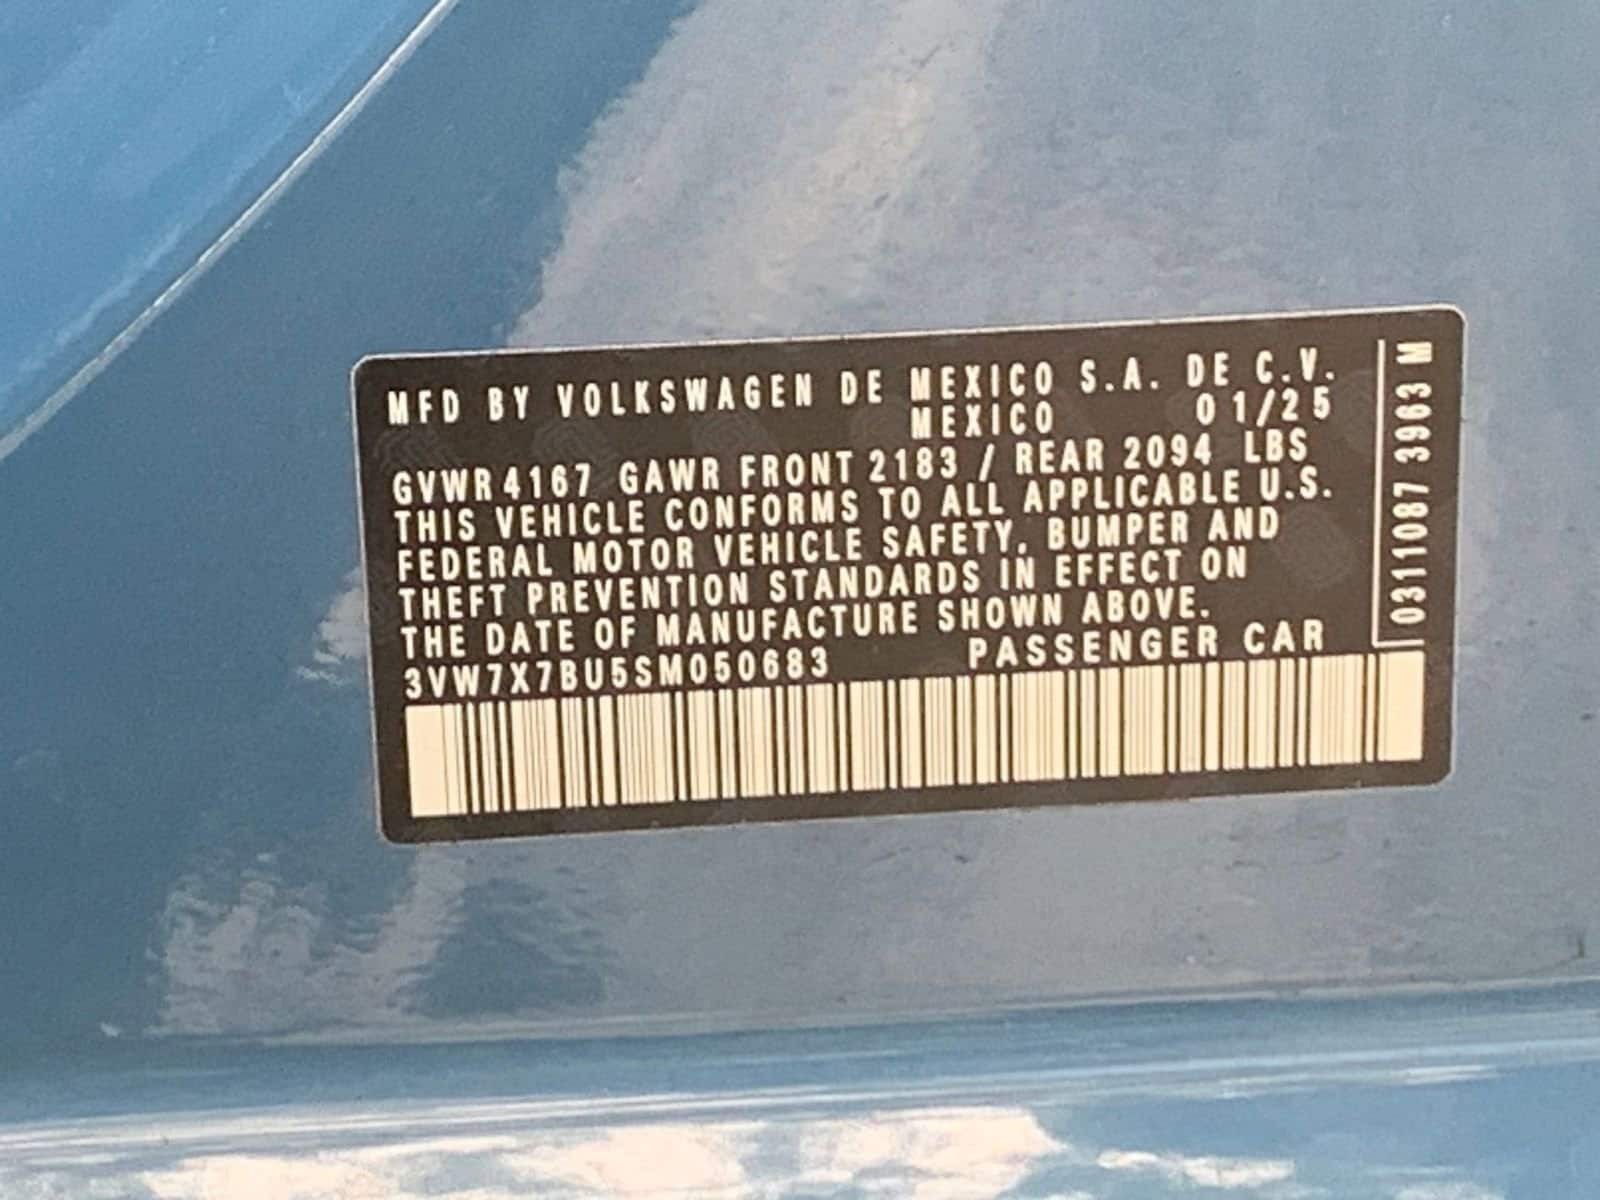 MFD BY VOLKSWAGEN DE MEXICO S.A. DE C.V.
MEXICO 01/25
GVWR 4167 GAWR FRONT 2183 / REAR 2094 LBS
THIS VEHICLE CONFORMS TO ALL APPLICABLE U.S.
FEDERAL MOTOR VEHICLE SAFETY, BUMPER AND
THEFT PREVENTION STANDARDS IN EFFECT ON
THE DATE OF MANUFACTURE SHOWN ABOVE.
3VW7X7BU5SM050683 PASSENGER CAR
0311087 3963 M